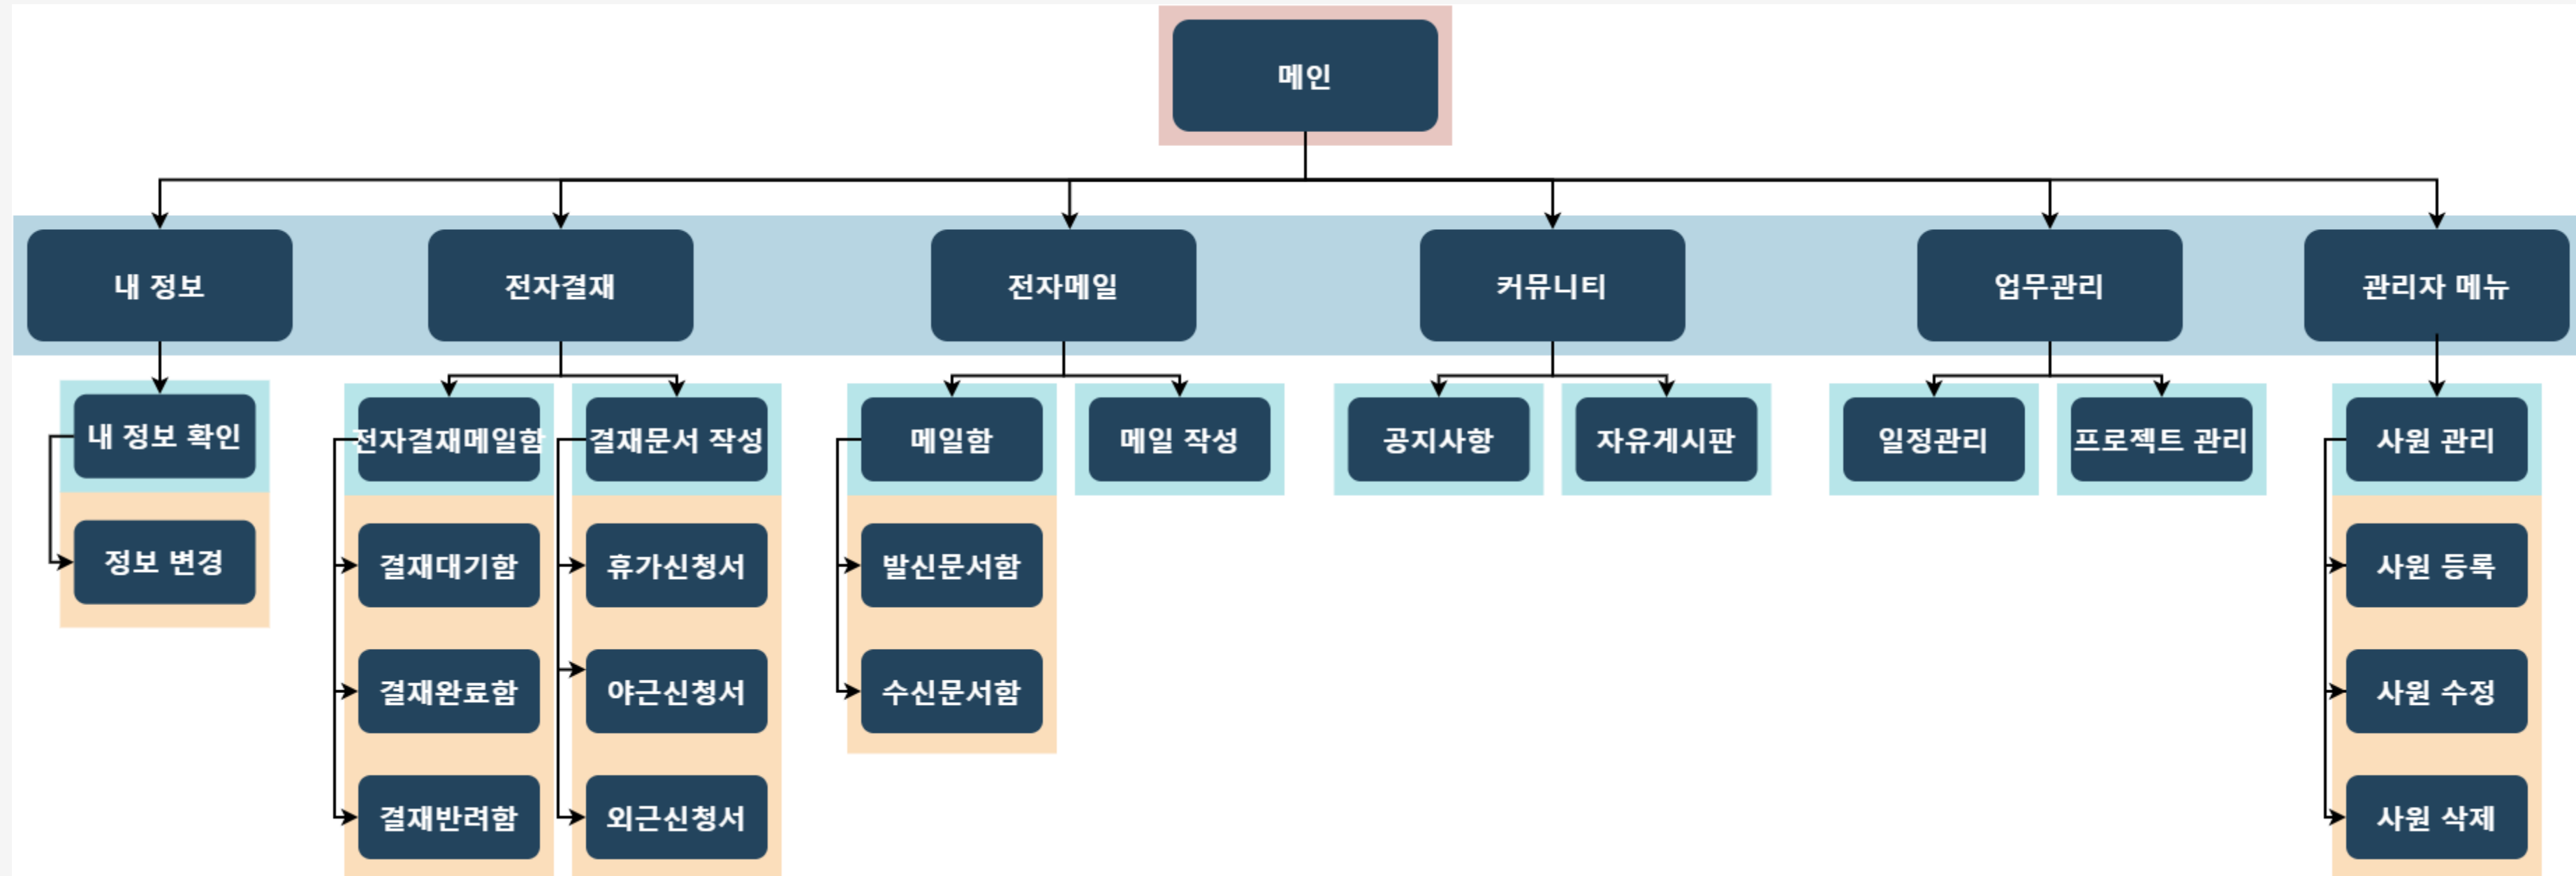 메인
내 정보
전자결재
전자메일
커뮤니티
업무관리
관리자 메뉴
내 정보 확인
전자결재메일함
결재문서 작성
메일함
메일 작성
공지사항
자유게시판
일정관리
프로젝트 관리
사원 관리
정보 변경
결재대기함
휴가신청서
발신문서함
사원 등록
결재완료함
야근신청서
수신문서함
사원 수정
결재반려함
외근신청서
사원 삭제